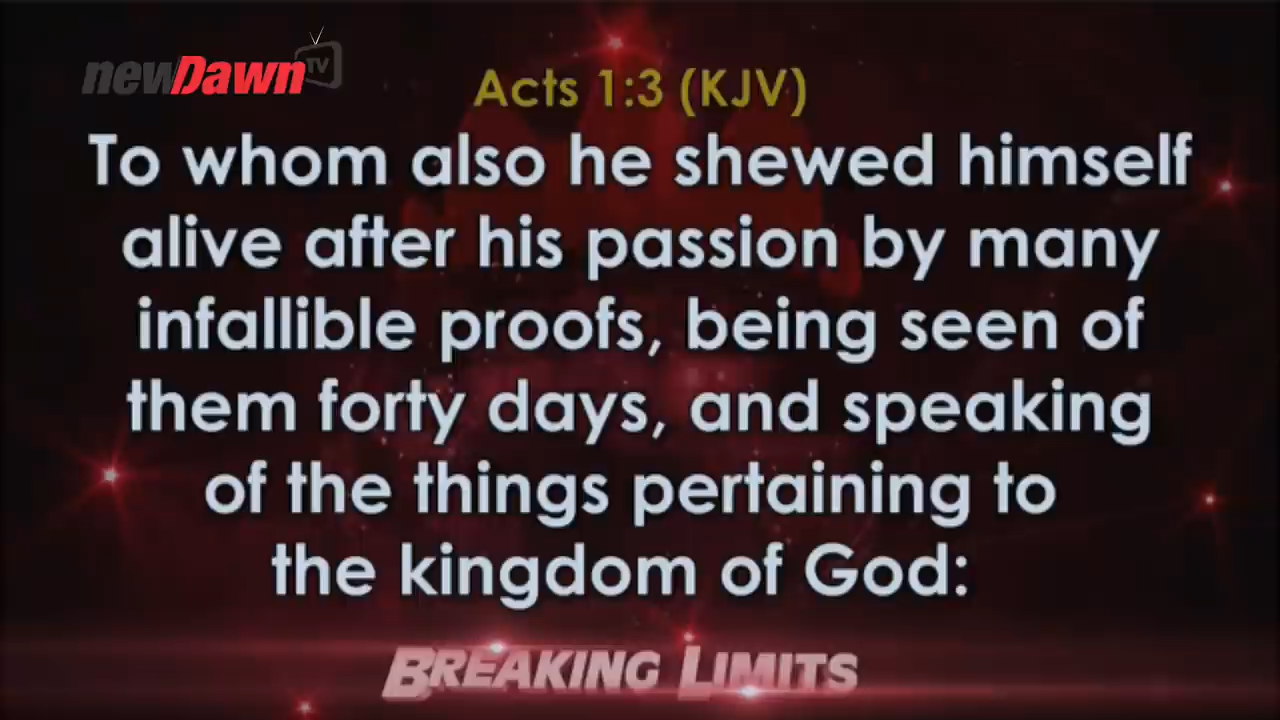 newDawn TV
Acts 1:3 (KJV)
To whom also he shewed himself
alive after his passion by many
infallible proofs, being seen of
them forty days, and speaking
of the things pertaining to
the kingdom of God:
BREAKING LIMITS